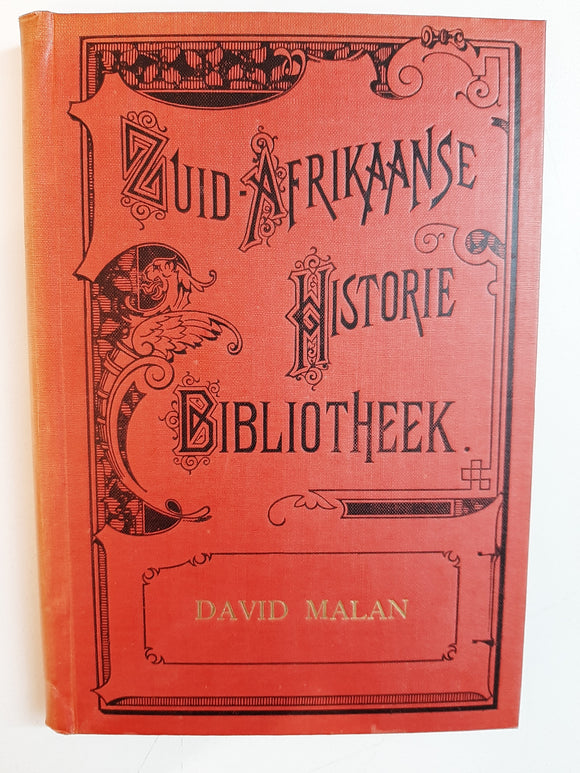 ZUID-AFRIKAANSE
HISTORIE
BIBLIOTHEEK.
DAVID MALAN